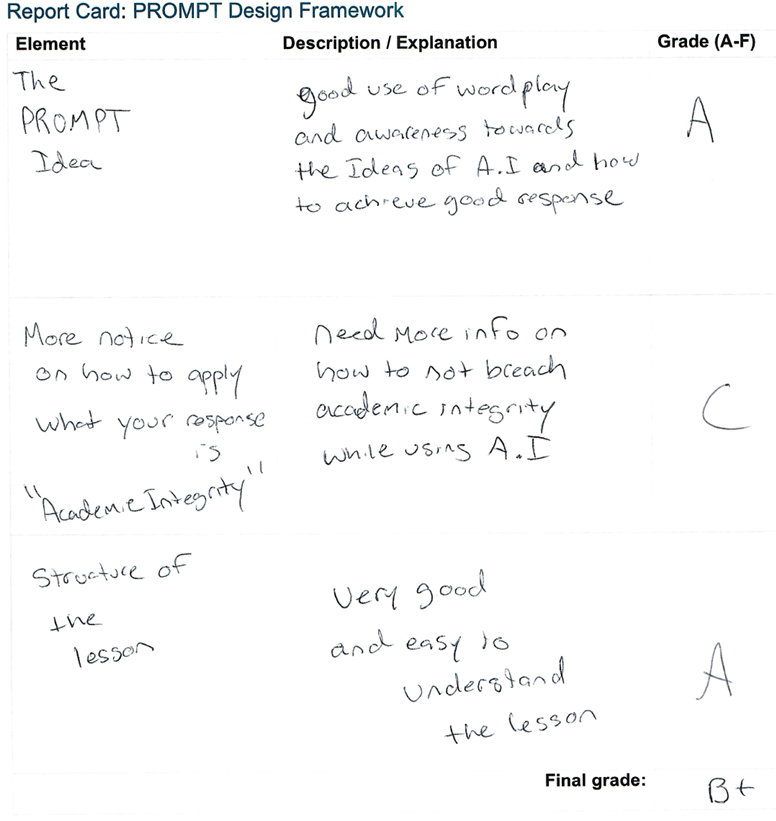 Report Card: PROMPT Design Framework
Element Description / Explanation Grade (A-F)
The
PROMPT
Idea
good use of wordplay
and awareness towards
the Ideas of A.I and how
to achieve good response
A
More notice
on how to apply
what your response
is
"Academic Integrity"
Need More info on
how to not breach
academic integrity
while using A.I
C
Structure of
the
lesson
Very good
and easy to
understand
the lesson
A
Final grade: B+